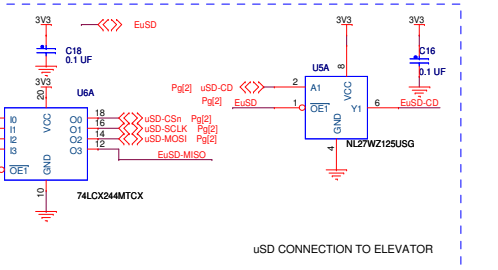 3V3
EuSD
C18
0.1 UF
3V3
U6A
20
VCC
I0
I1
I2
I3
OE1
GND
10
O0
O1
O2
O3
18
16
14
12
uSD-CSn Pg[2]
uSD-SCLK Pg[2]
uSD-MOSI Pg[2]
EuSD-MISO
74LCX244MTCX
3V3
U5A
8
Pg[2] uSD-CD
2
A1
VCC
Pg[2]
EuSD
1
OE1
Y1
6
EuSD-CD
GND
4
NL27WZ125USG
3V3
C16
0.1 UF
uSD CONNECTION TO ELEVATOR